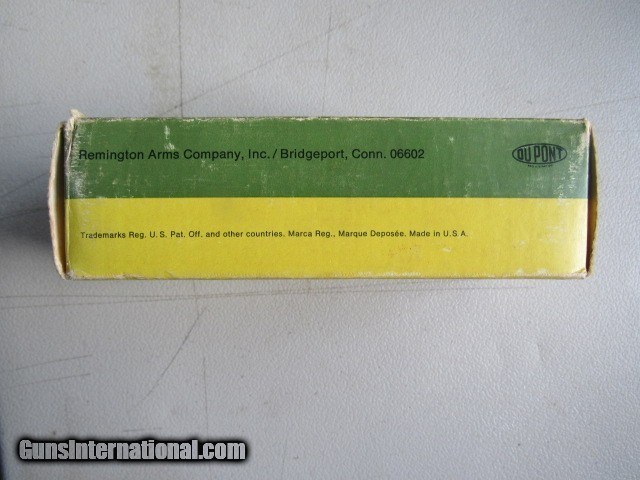 Remington Arms Company, Inc. / Bridgeport, Conn. 06602
DU PONT
Trademarks Reg. U.S. Pat. Off. and other countries. Marca Reg., Marque Deposée. Made in U.S.A.
GunsInternational.com